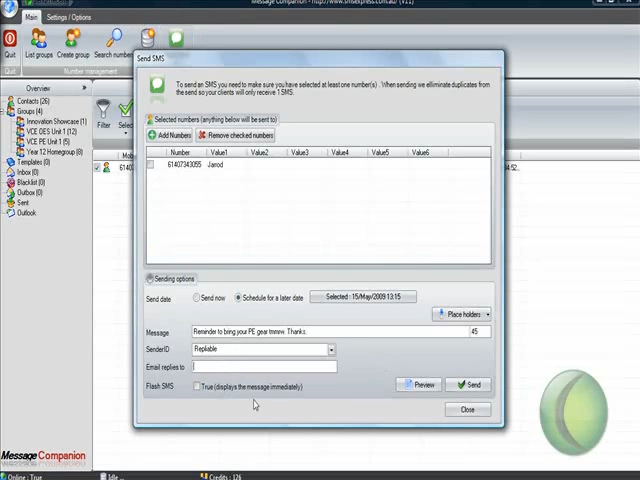 Message Companion - http://www.smsexpress.com.au/ (V11)
Main Settings / Options
Quit List groups Create group Search numbers
Quit Number management
Overview
Contacts (26)
Groups (4)
Innovation Showcase (1)
VCE OES Unit 1 (12)
VCE PE Unit 1 (5)
Year 12 Homegroup (8)
Templates (0)
Inbox (0)
Blacklist (0)
Outbox (0)
Sent
Outlook
Filter Select
Send SMS
To send an SMS you need to make sure you have selected at least one number(s). When sending we elliminate duplicates from
the send so your clients will only receive 1 SMS.
Selected numbers (anything below will be sent to)
Add Numbers Remove checked numbers
Number Value1 Value2 Value3 Value4 Value5 Value6
61407343055 Jarrod
Sending options
Send date Send now Schedule for a later date Selected : 15/May/2009 13:15
Place holders
Message Reminder to bring your PE gear tmrrw. Thanks. 45
SenderID Repliable
Email replies to
Flash SMS True (displays the message immediately)
Preview Send
Close
Message Companion
Online : True Idle ... Credits : 126